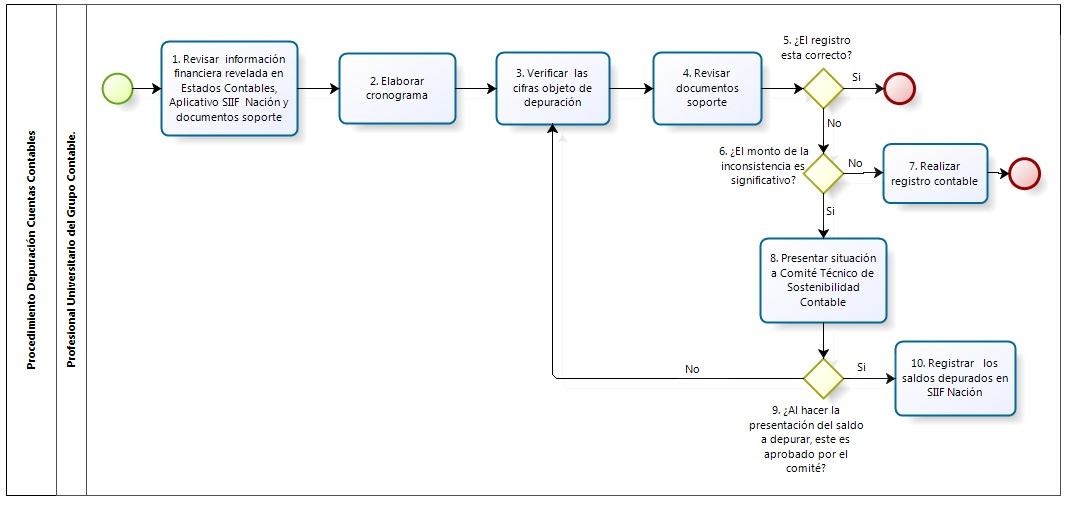 Procedimiento Depuración Cuentas Contables
Profesional Universitario del Grupo Contable.
1. Revisar información
financiera revelada en
Estados Contables,
Aplicativo SIIF Nación y
documentos soporte
2. Elaborar
cronograma
3. Verificar las
cifras objeto de
depuración
4. Revisar
documentos
soporte
5. ¿El registro
esta correcto?
Si
No
6. ¿El monto de la
inconsistencia es
significativo?
No
7. Realizar
registro contable
Si
8. Presentar situación
a Comité Técnico de
Sostenibilidad
Contable
No
Si
10. Registrar los
saldos depurados en
SIIF Nación
9. ¿Al hacer la
presentación del saldo
a depurar, este es
aprobado por el
comité?